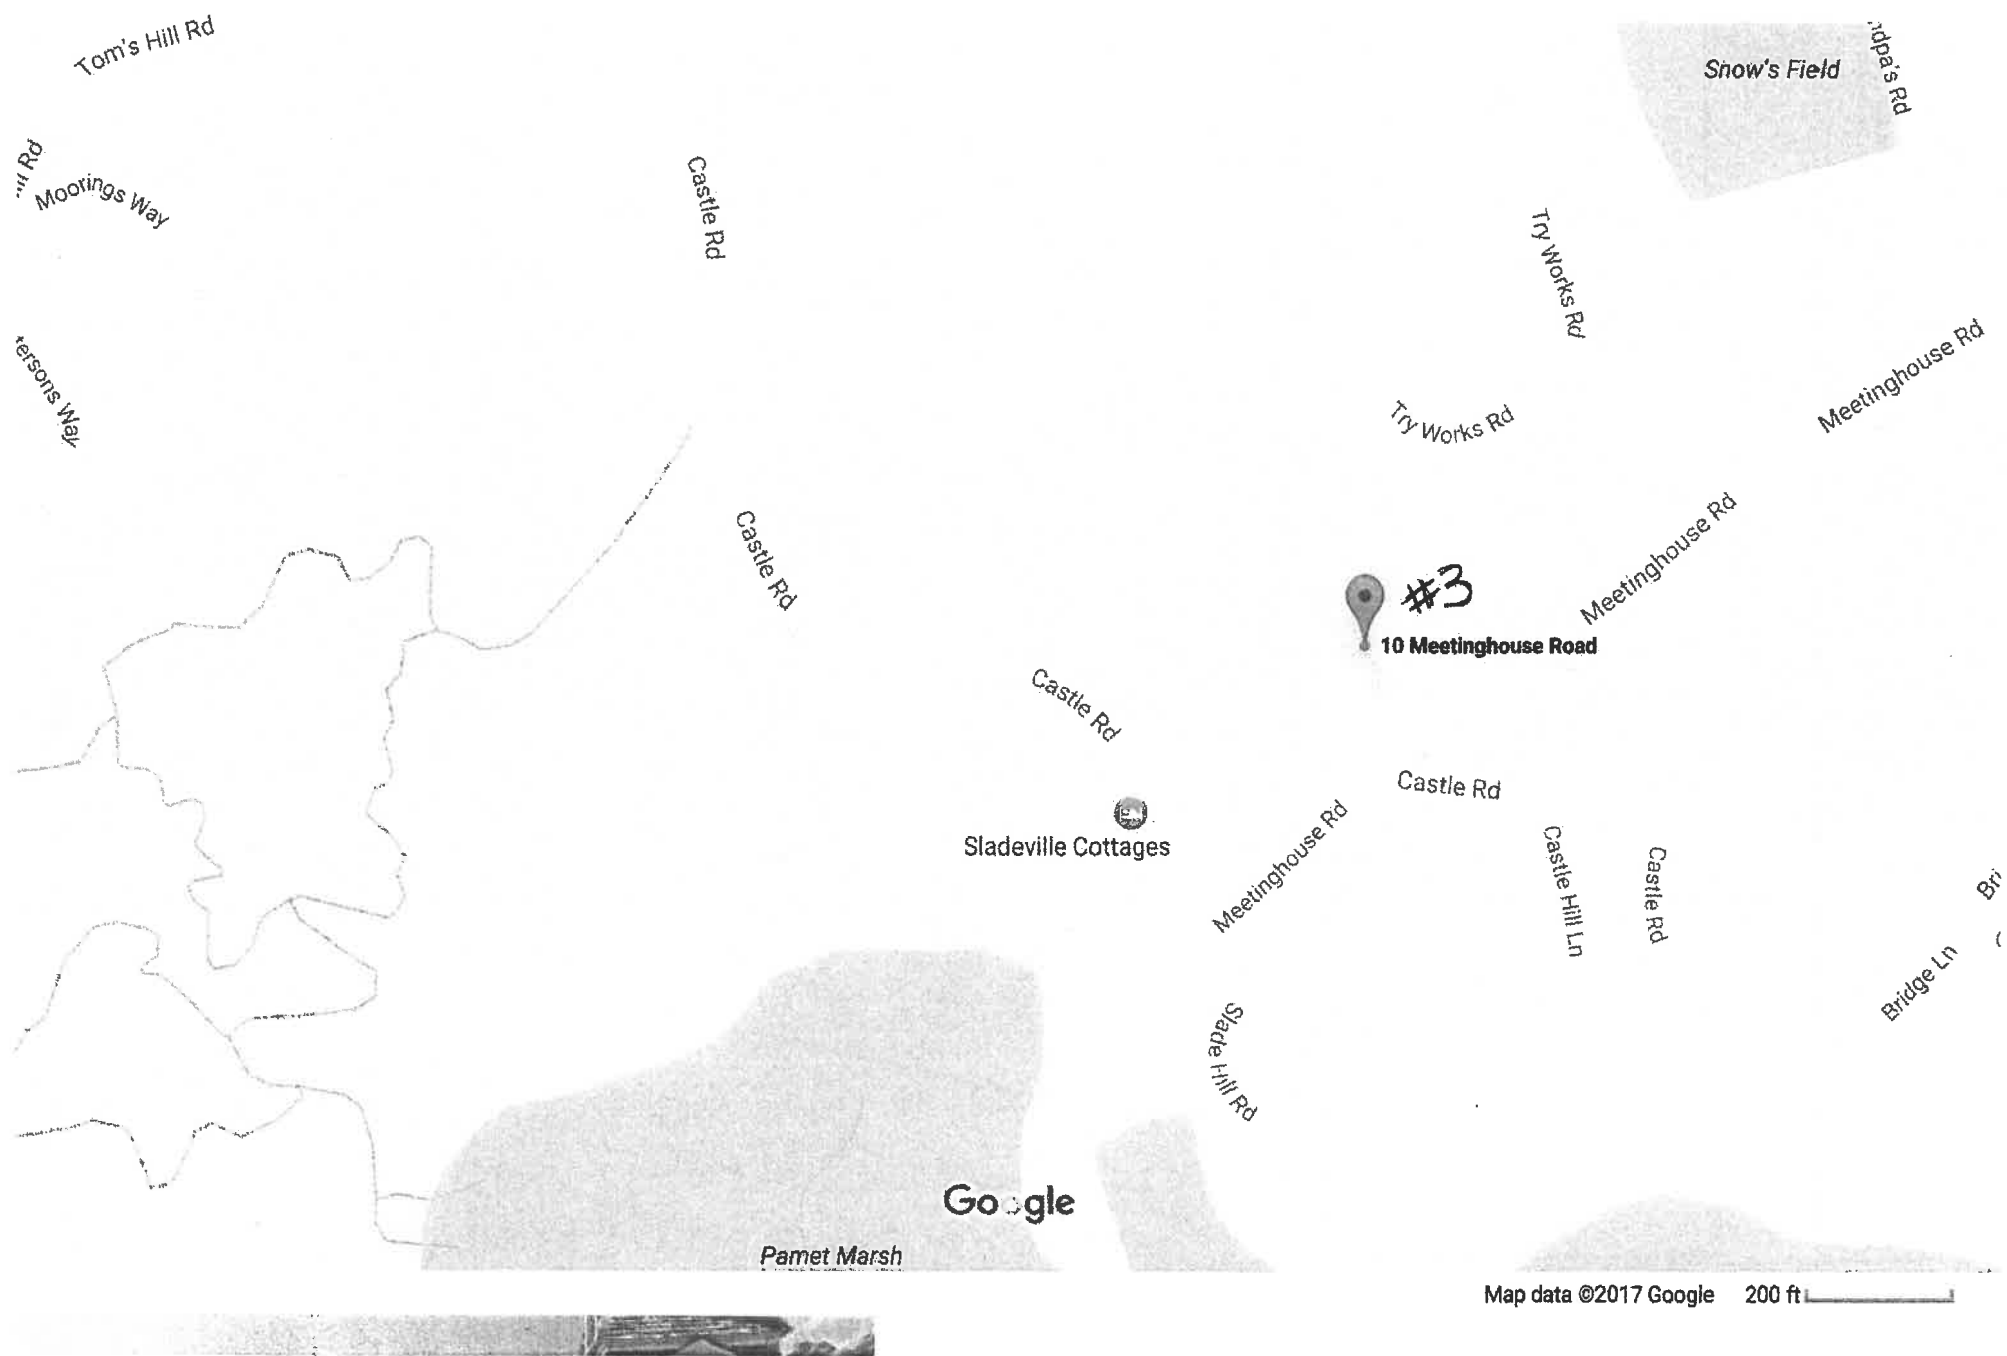 Tom's Hill Rd
Snow's Field
Rd
Moorings Way
Castle Rd
Try Works Rd
Meetinghouse Rd
Way
Try Works Rd
Castle Rd
Meetinghouse Rd
#3
10 Meetinghouse Road
Castle Rd
Castle Rd
Sladeville Cottages
Meetinghouse Rd
Castle Hill Ln
Castle Rd
Bridge Ln
Slade Hill Rd
Google
Pamet Marsh
Map data ©2017 Google 200 ft